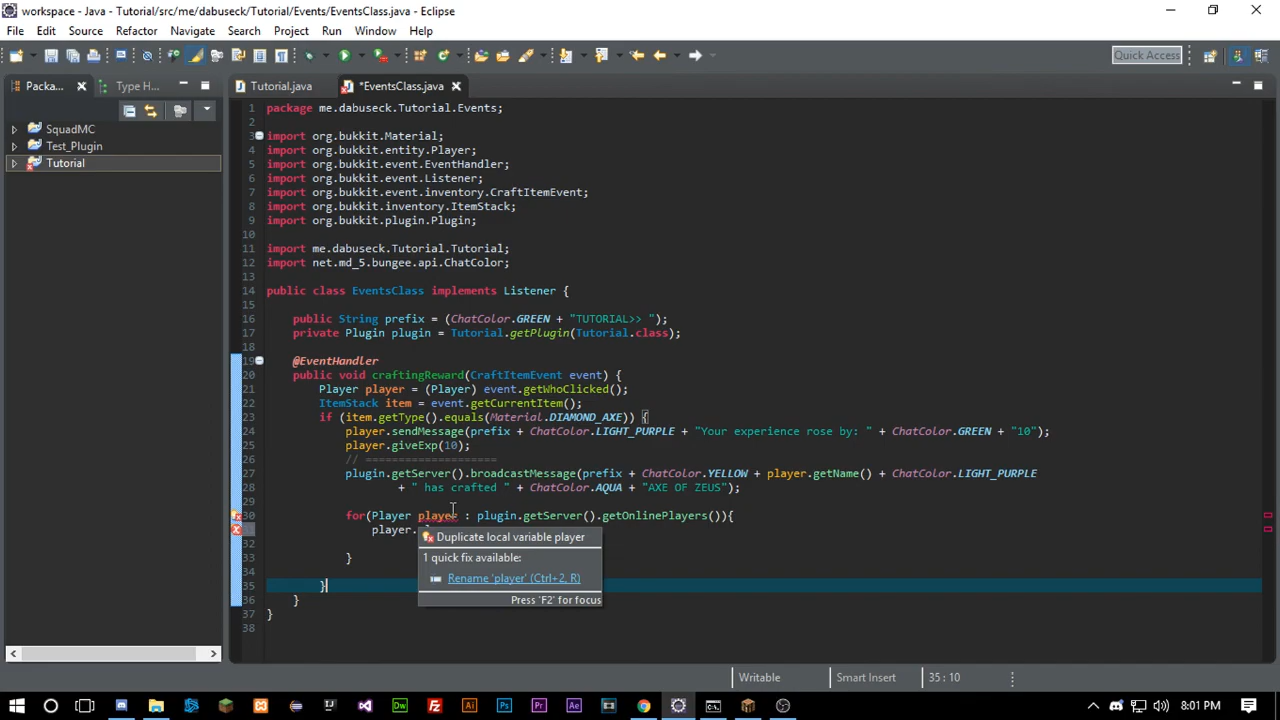 workspace - Java - Tutorial/src/me/dabuseck/Tutorial/Events/EventsClass.java - Eclipse
File Edit Source Refactor Navigate Search Project Run Window Help
Quick Access
Packa... Type H... Tutorial.java *EventsClass.java
SquadMC
Test_Plugin
Tutorial
1 package me.dabuseck.Tutorial.Events;
2
3 import org.bukkit.Material;
4 import org.bukkit.entity.Player;
5 import org.bukkit.event.EventHandler;
6 import org.bukkit.event.Listener;
7 import org.bukkit.event.inventory.CraftItemEvent;
8 import org.bukkit.inventory.ItemStack;
9 import org.bukkit.plugin.Plugin;
10
11 import me.dabuseck.Tutorial.Tutorial;
12 import net.md_5.bungee.api.ChatColor;
13
14 public class EventsClass implements Listener {
15
16 public String prefix = (ChatColor.GREEN + "TUTORIAL>> ");
17 private Plugin plugin = Tutorial.getPlugin(Tutorial.class);
18
19 @EventHandler
20 public void craftingReward(CraftItemEvent event) {
21 Player player = (Player) event.getWhoClicked();
22 ItemStack item = event.getCurrentItem();
23 if (item.getType().equals(Material.DIAMOND_AXE)) {
24 player.sendMessage(prefix + ChatColor.LIGHT_PURPLE + "Your experience rose by: " + ChatColor.GREEN + "10");
25 player.giveExp(10);
26 // ====================
27 plugin.getServer().broadcastMessage(prefix + ChatColor.YELLOW + player.getName() + ChatColor.LIGHT_PURPLE
28 + " has crafted " + ChatColor.AQUA + "AXE OF ZEUS");
29
30 for(Player player : plugin.getServer().getOnlinePlayers()){
player.
Duplicate local variable player
1 quick fix available:
33 }
Rename 'player' (Ctrl+2, R)
35 }
Press 'F2' for focus
36 }
37 }
38
Writable Smart Insert 35 : 10
Dw Ai Ps Pr Ae
8:01 PM